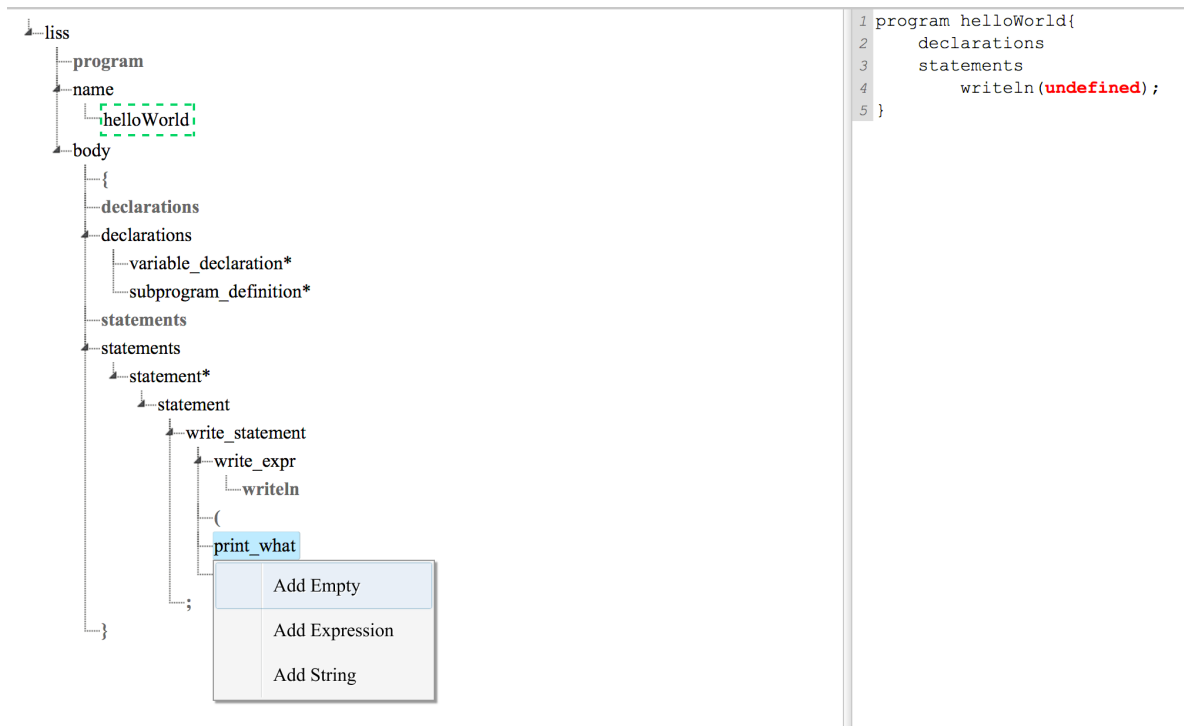 liss
program
name
helloWorld
body
{
declarations
declarations
variable_declaration*
subprogram_definition*
statements
statements
statement*
statement
write_statement
write_expr
writeln
(
print_what
Add Empty
Add Expression
Add String
;
}
1 program helloWorld{
2 declarations
3 statements
4 writeln(undefined);
5 }